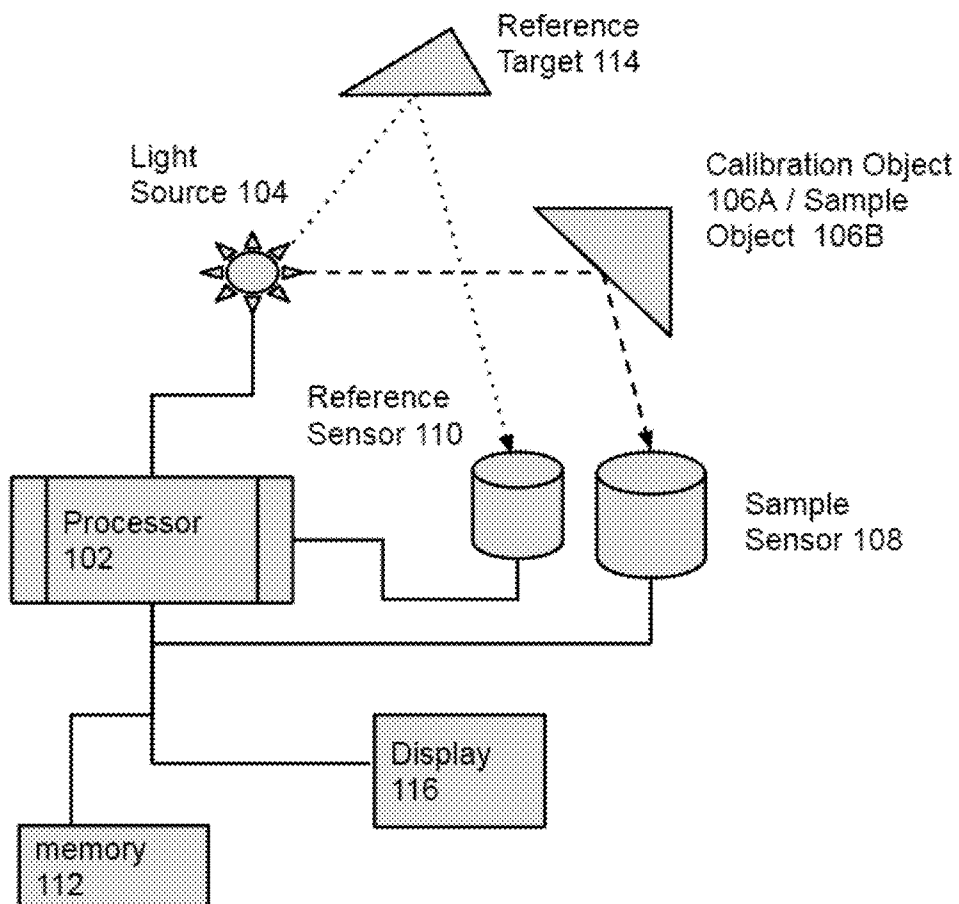 Reference
Target 114
Light
Source 104
Calibration Object
106A / Sample
Object 106B
Reference
Sensor 110
Processor
102
Sample
Sensor 108
Display
116
memory
112